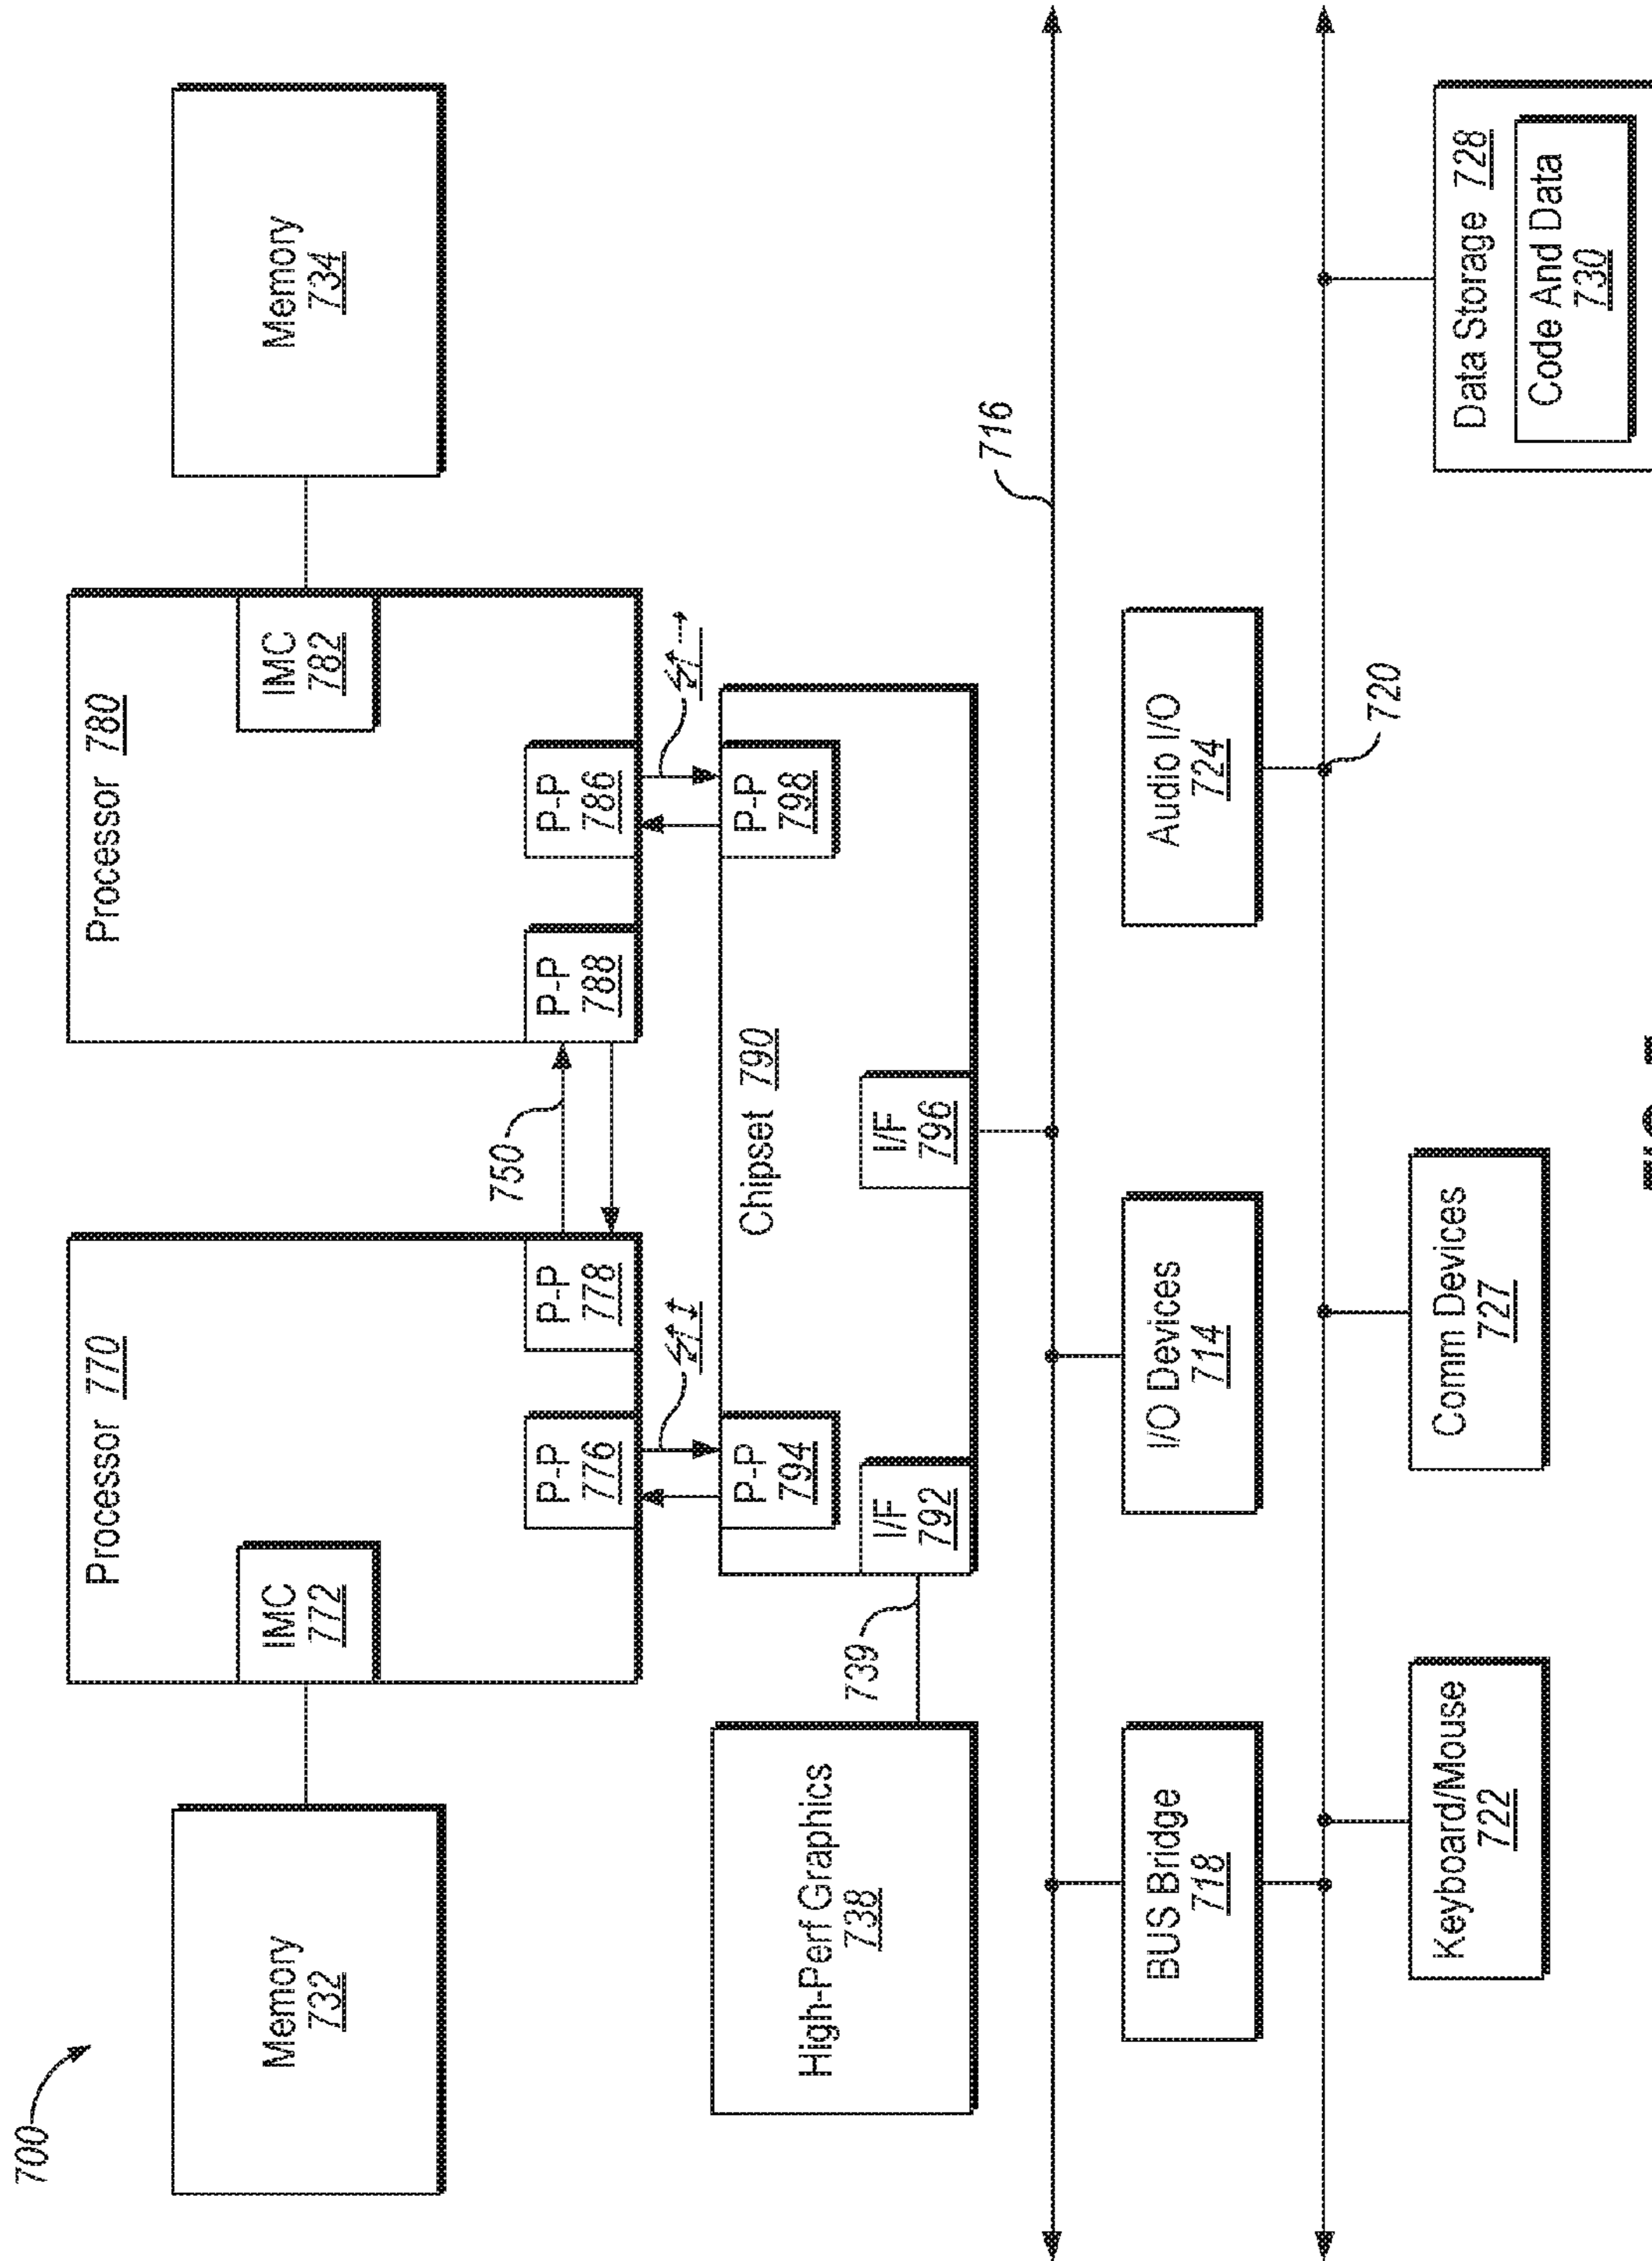 700
Processor 770
Processor 780
Memory
732
IMC
772
IMC
782
Memory
734
750
P-P
776
P-P
778
P-P
788
P-P
786
High-Perf Graphics
738
739
P-P
794
Chipset 790
P-P
798
I/F
792
I/F
796
716
BUS Bridge
718
I/O Devices
714
Audio I/O
724
720
Keyboard/Mouse
722
Comm Devices
727
Data Storage 728
Code And Data
730